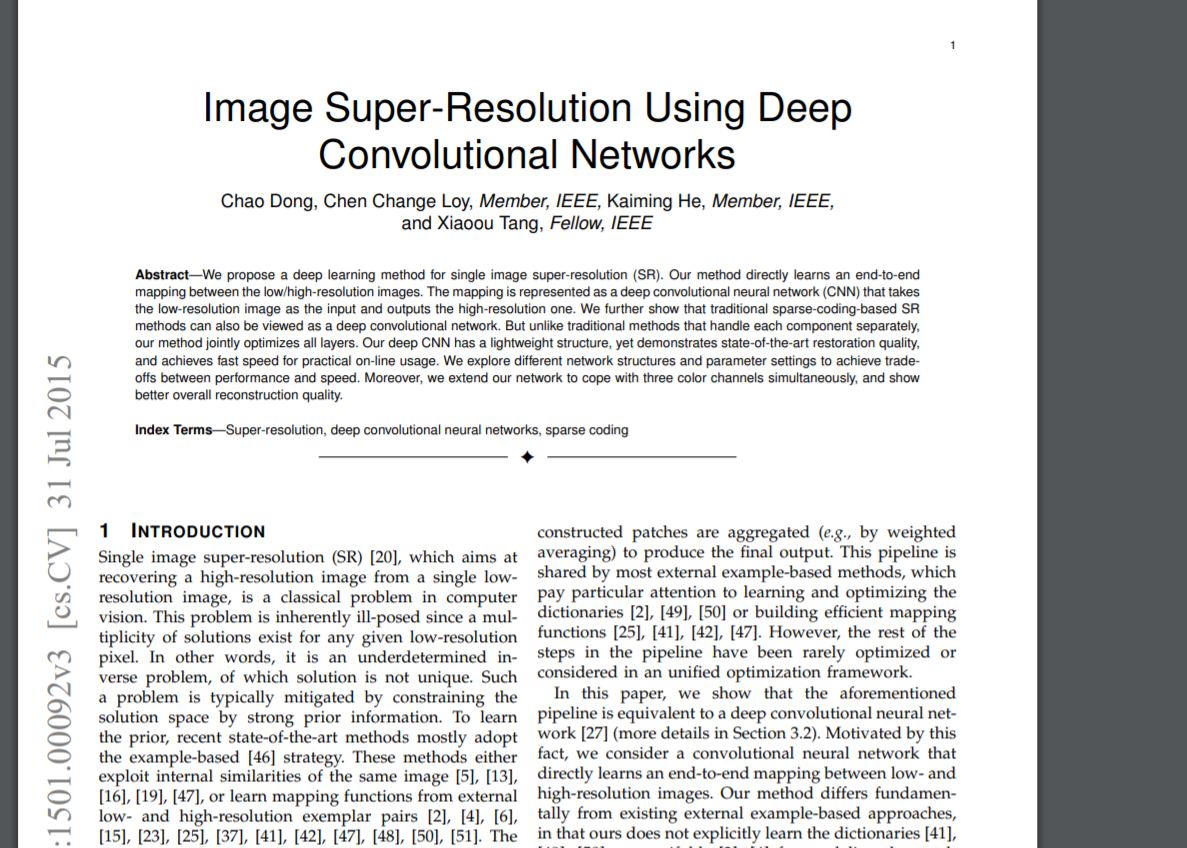 1
Image Super-Resolution Using Deep
Convolutional Networks
Chao Dong, Chen Change Loy, Member, IEEE, Kaiming He, Member, IEEE,
and Xiaoou Tang, Fellow, IEEE
Abstract—We propose a deep learning method for single image super-resolution (SR). Our method directly learns an end-to-end
mapping between the low/high-resolution images. The mapping is represented as a deep convolutional neural network (CNN) that takes
the low-resolution image as the input and outputs the high-resolution one. We further show that traditional sparse-coding-based SR
methods can also be viewed as a deep convolutional network. But unlike traditional methods that handle each component separately,
our method jointly optimizes all layers. Our deep CNN has a lightweight structure, yet demonstrates state-of-the-art restoration quality,
and achieves fast speed for practical on-line usage. We explore different network structures and parameter settings to achieve trade-
offs between performance and speed. Moreover, we extend our network to cope with three color channels simultaneously, and show
better overall reconstruction quality.
Index Terms—Super-resolution, deep convolutional neural networks, sparse coding
:1501.00092v3 [cs.CV] 31 Jul 2015
1 INTRODUCTION
Single image super-resolution (SR) [20], which aims at
recovering a high-resolution image from a single low-
resolution image, is a classical problem in computer
vision. This problem is inherently ill-posed since a mul-
tiplicity of solutions exist for any given low-resolution
pixel. In other words, it is an underdetermined in-
verse problem, of which solution is not unique. Such
a problem is typically mitigated by constraining the
solution space by strong prior information. To learn
the prior, recent state-of-the-art methods mostly adopt
the example-based [46] strategy. These methods either
exploit internal similarities of the same image [5], [13],
[16], [19], [47], or learn mapping functions from external
low- and high-resolution exemplar pairs [2], [4], [6],
[15], [23], [25], [37], [41], [42], [47], [48], [50], [51]. The
constructed patches are aggregated (e.g., by weighted
averaging) to produce the final output. This pipeline is
shared by most external example-based methods, which
pay particular attention to learning and optimizing the
dictionaries [2], [49], [50] or building efficient mapping
functions [25], [41], [42], [47]. However, the rest of the
steps in the pipeline have been rarely optimized or
considered in an unified optimization framework.
In this paper, we show that the aforementioned
pipeline is equivalent to a deep convolutional neural net-
work [27] (more details in Section 3.2). Motivated by this
fact, we consider a convolutional neural network that
directly learns an end-to-end mapping between low- and
high-resolution images. Our method differs fundamen-
tally from existing external example-based approaches,
in that ours does not explicitly learn the dictionaries [41],